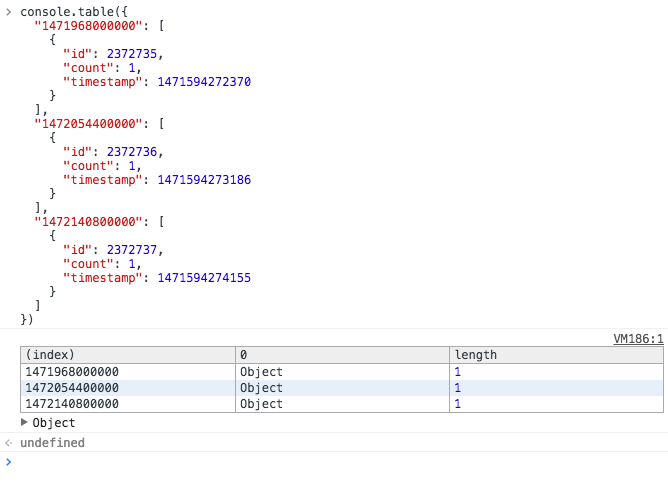 console.table({
  "1471968000000": [
    {
      "id": 2372735,
      "count": 1,
      "timestamp": 1471594272370
    }
  ],
  "1472054400000": [
    {
      "id": 2372736,
      "count": 1,
      "timestamp": 1471594273186
    }
  ],
  "1472140800000": [
    {
      "id": 2372737,
      "count": 1,
      "timestamp": 1471594274155
    }
  ]
})
VM186:1
(index) 0 length
1471968000000 Object 1
1472054400000 Object 1
1472140800000 Object 1
Object
undefined